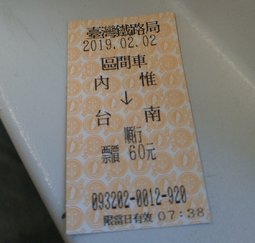 臺灣鐵路局
2019.02.02
區間車
內惟
↓
台南
順行
票價 60元
093202-0012-920
限當日有效 07:38